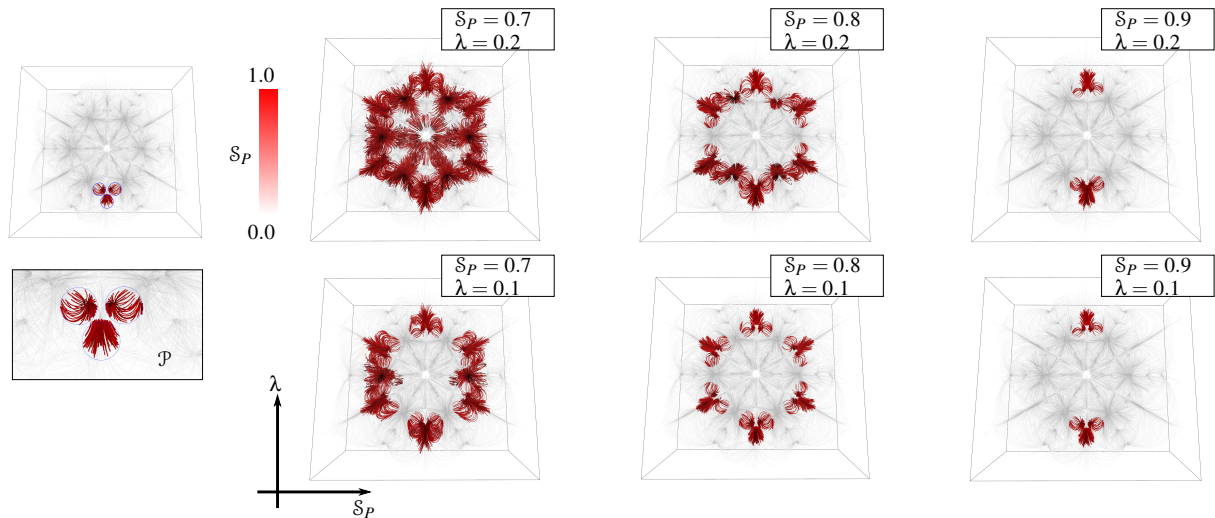 𝒮_P = 0.7
λ = 0.2
𝒮_P = 0.8
λ = 0.2
𝒮_P = 0.9
λ = 0.2
1.0
𝒮_P
0.0
𝒮_P = 0.7
λ = 0.1
𝒮_P = 0.8
λ = 0.1
𝒮_P = 0.9
λ = 0.1
𝒫
λ
𝒮_P